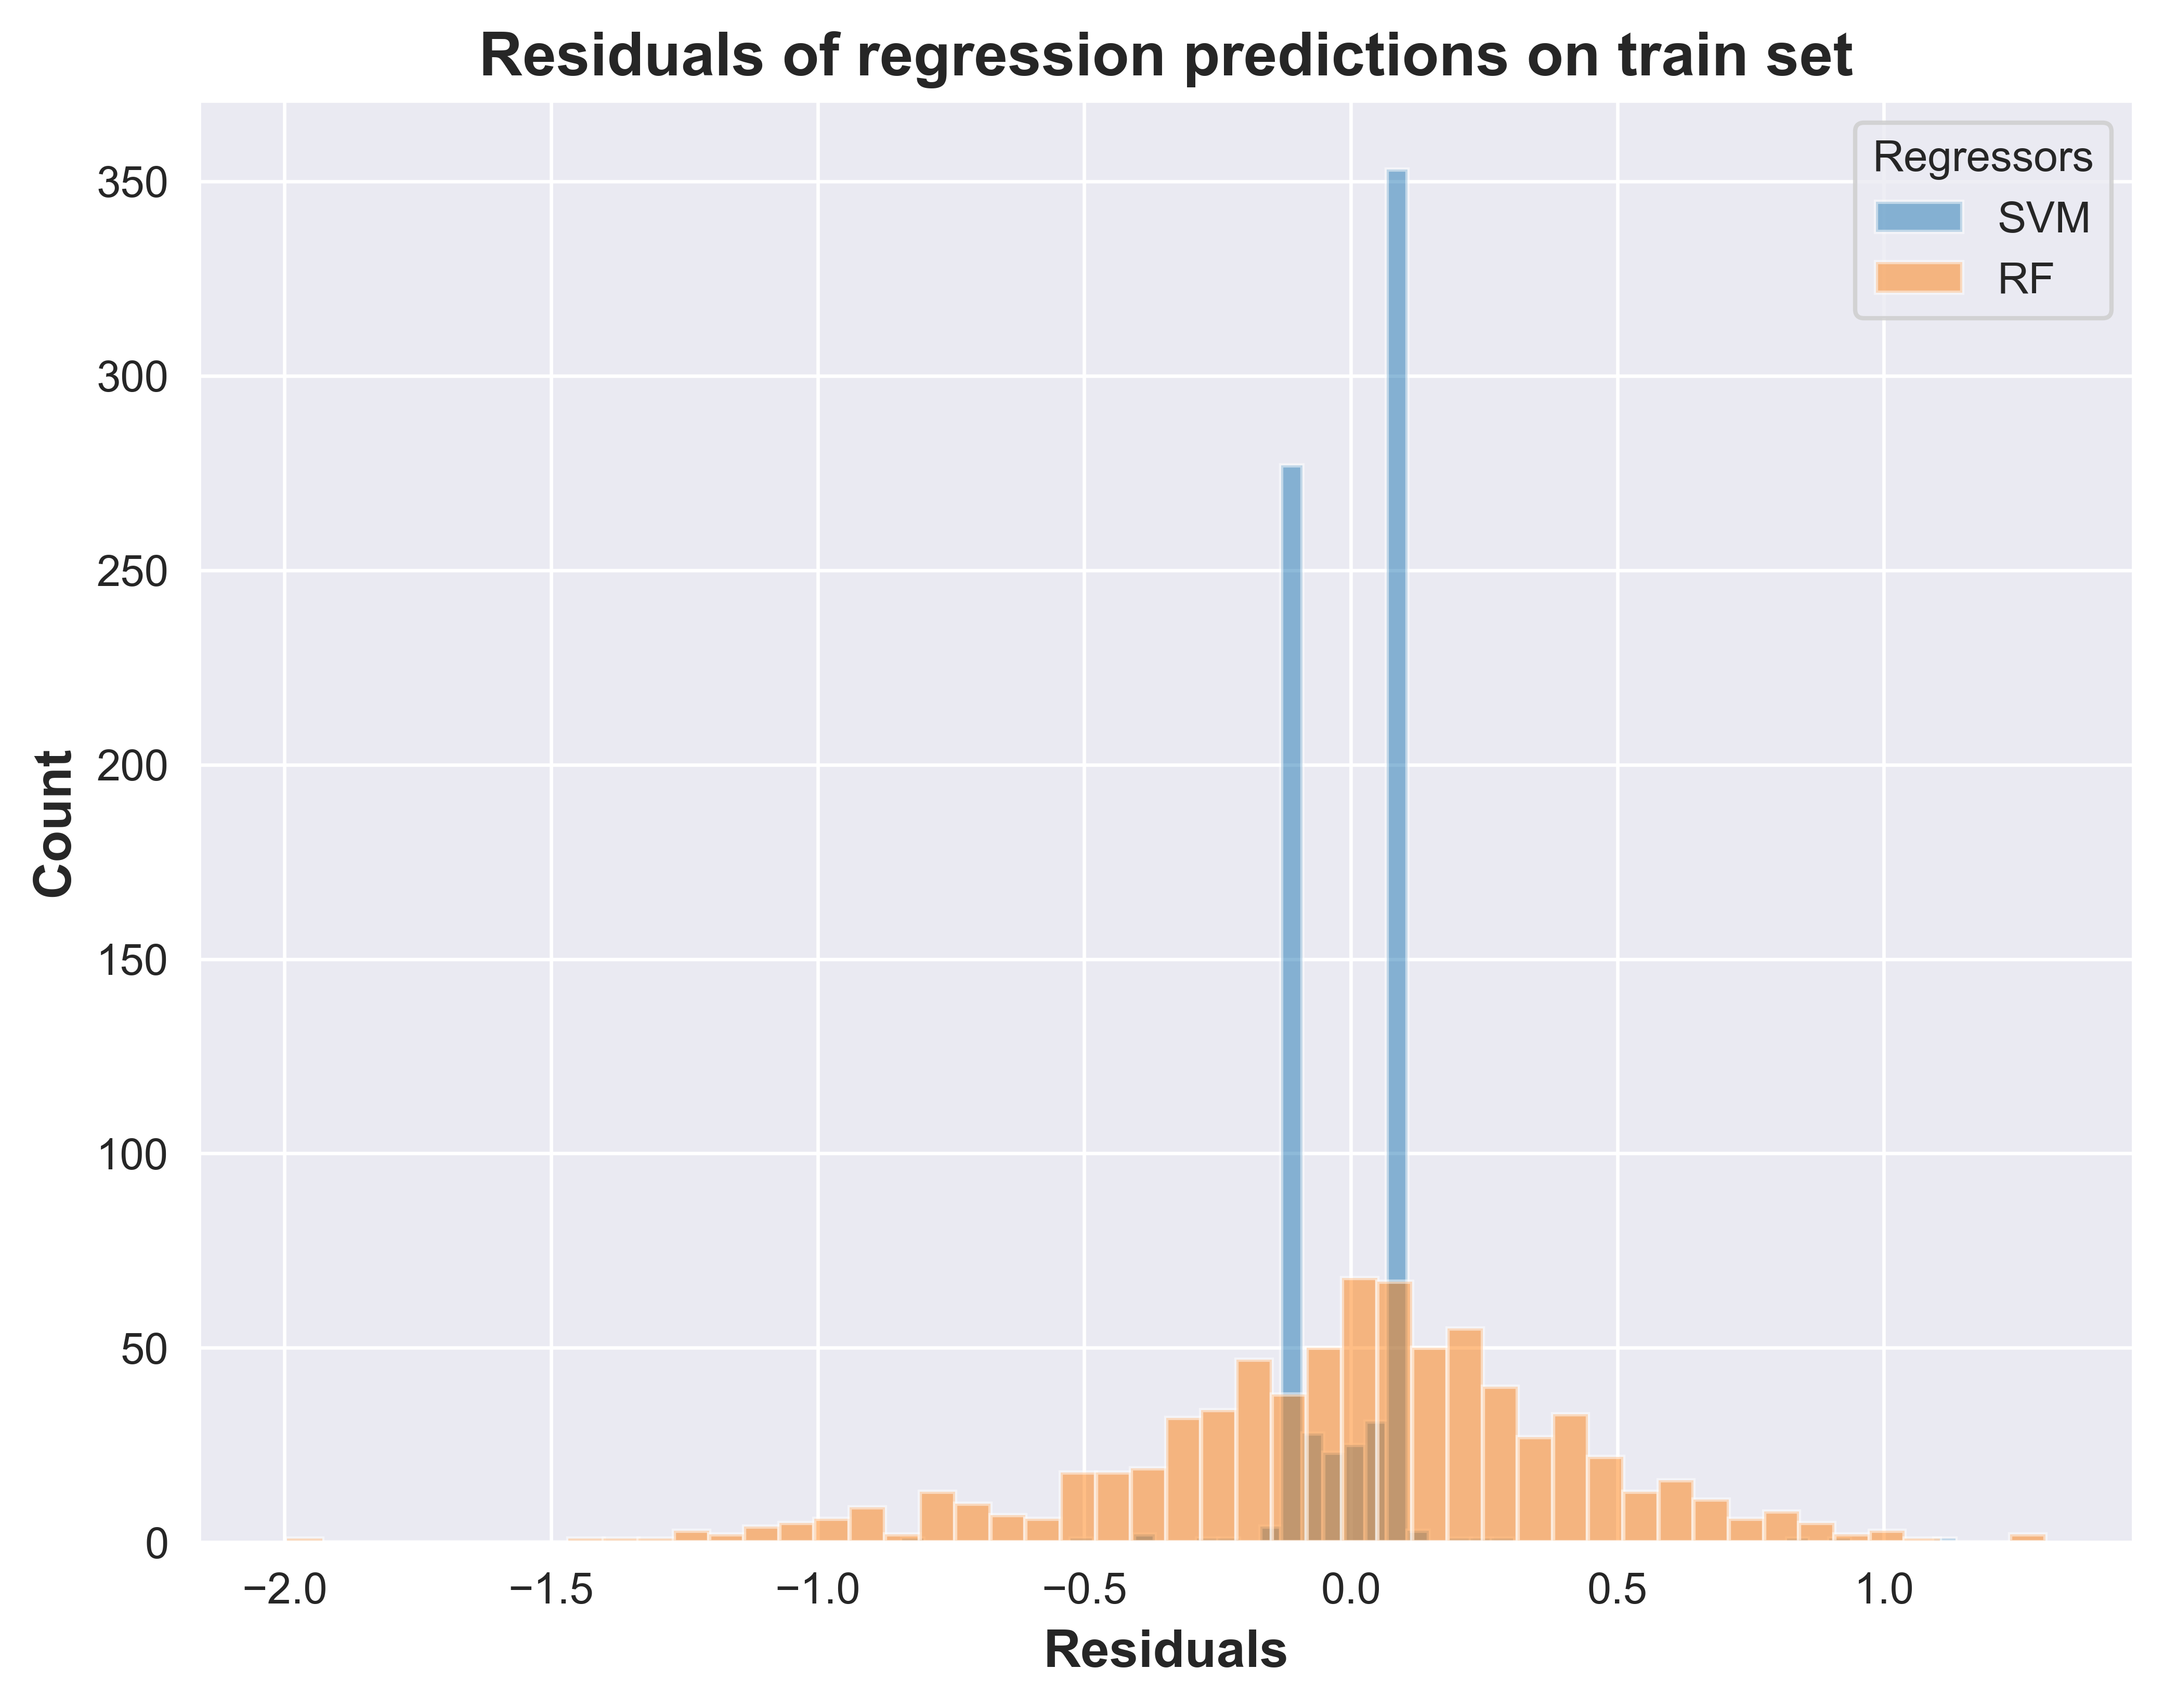 Residuals of regression predictions on train set
Regressors
SVM
RF
Count
350
300
250
200
150
100
50
0
−2.0 −1.5 −1.0 −0.5 0.0 0.5 1.0
Residuals